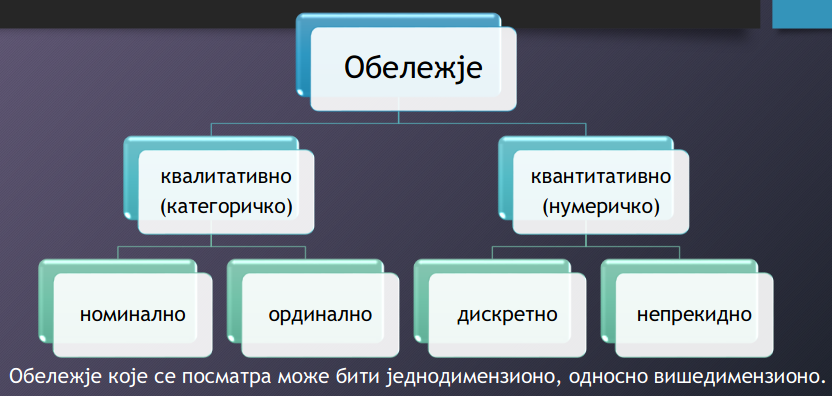 Обележје
квалитативно
(категоричко)
квантитативно
(нумеричко)
номинално
ординално
дискретно
непрекидно
Обележје које се посматра може бити једнодимензионо, односно вишедимензионо.